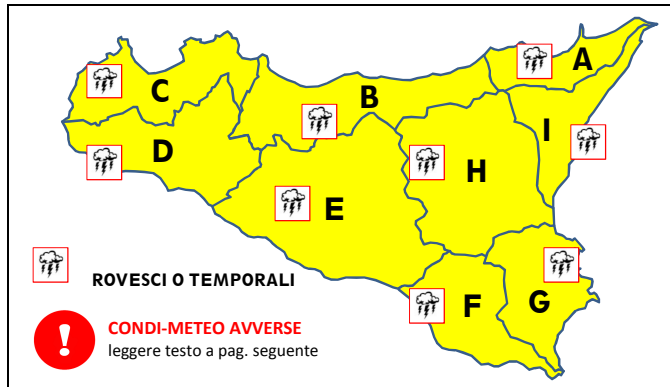 A
C
B
I
D
H
E
F
G
ROVESCI O TEMPORALI
!
CONDI-METEO AVVERSE
leggere testo a pag. seguente